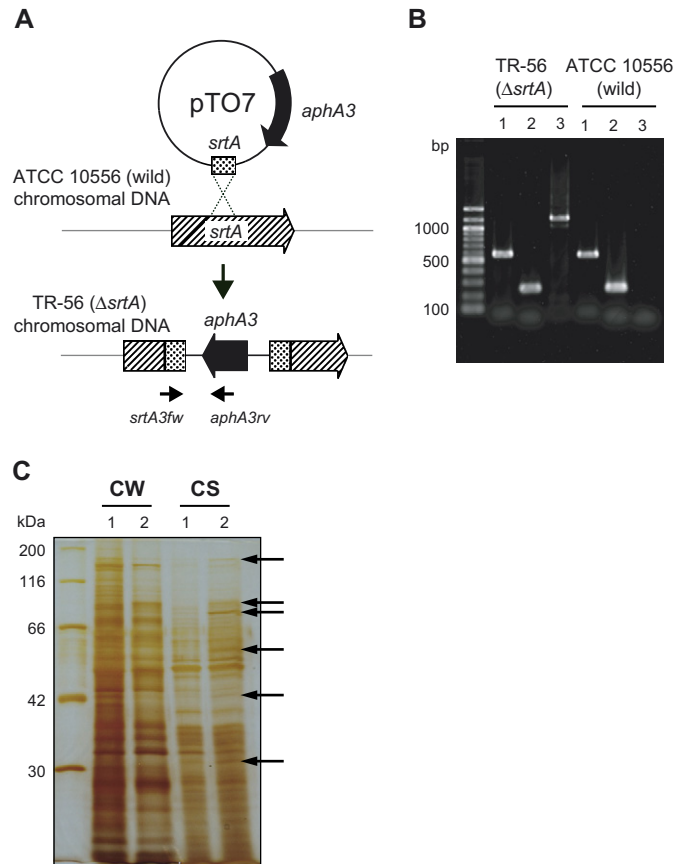 A
pTO7
aphA3
srtA
ATCC 10556 (wild)
chromosomal DNA
srtA
TR-56 (ΔsrtA)
chromosomal DNA
aphA3
srtA3fw
aphA3rv
B
TR-56
(ΔsrtA)
ATCC 10556
(wild)
1 2 3 1 2 3
bp
1000
500
100
C
CW CS
kDa 1 2 1 2
200
116
66
42
30